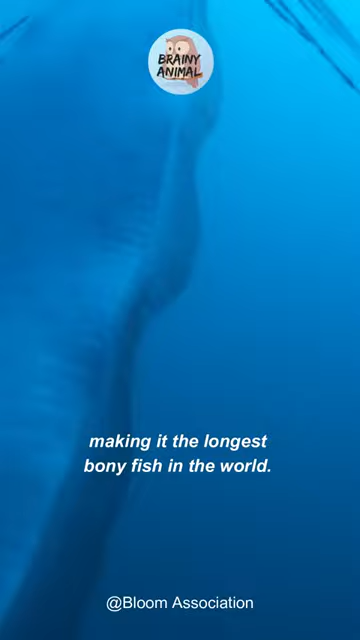 BRAINY
ANIMAL
making it the longest
bony fish in the world.
@Bloom Association